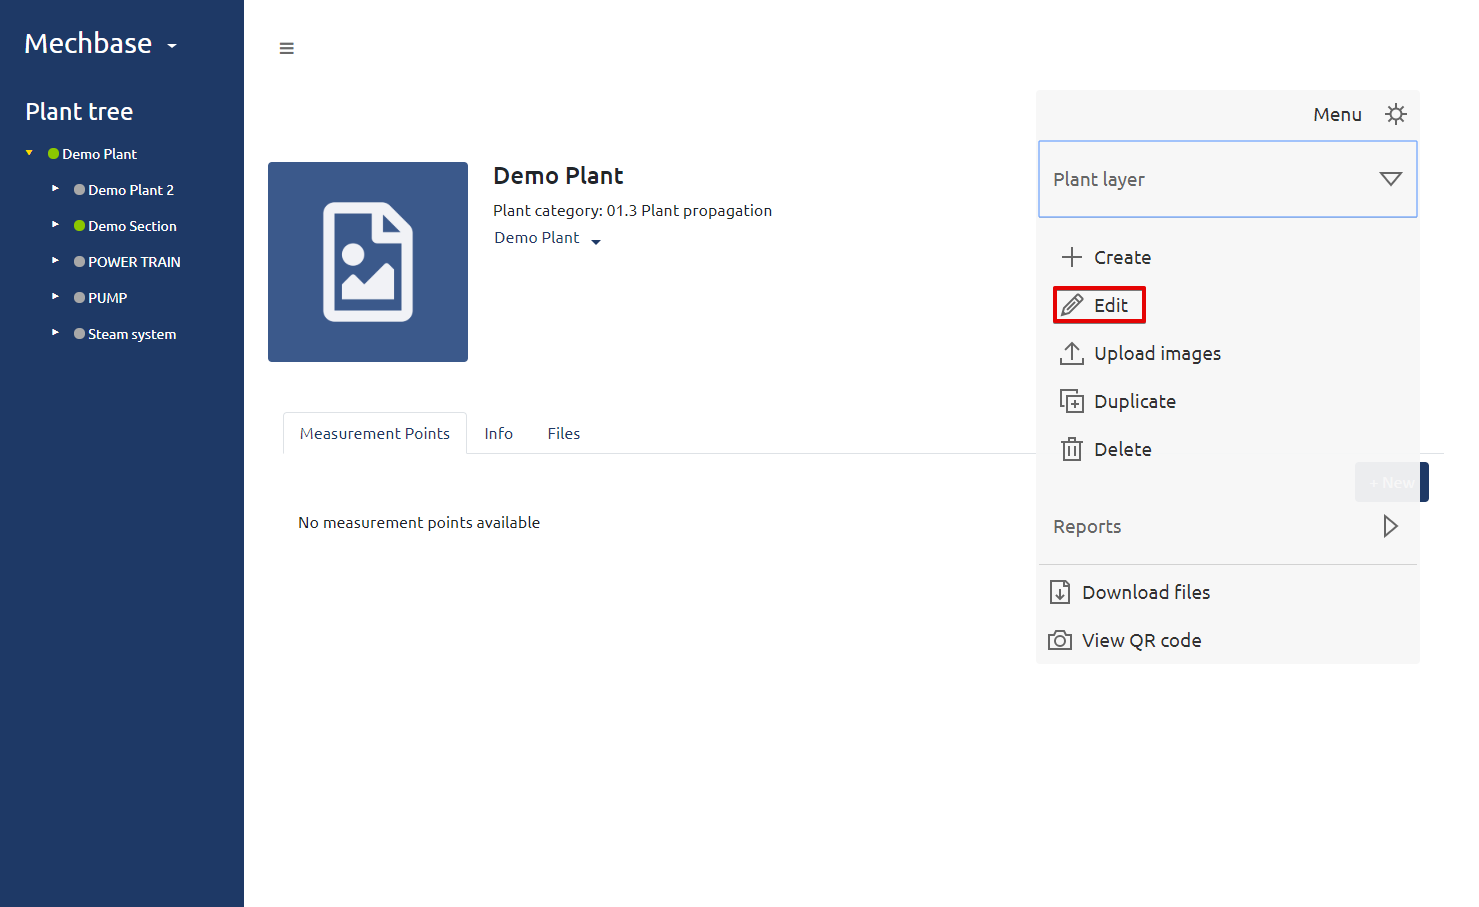 Mechbase
Plant tree
Demo Plant
Demo Plant 2
Demo Section
POWER TRAIN
PUMP
Steam system
Demo Plant
Plant category: 01.3 Plant propagation
Demo Plant
Measurement Points
Info
Files
No measurement points available
Menu
Plant layer
Create
Edit
Upload images
Duplicate
Delete
+ New
Reports
Download files
View QR code